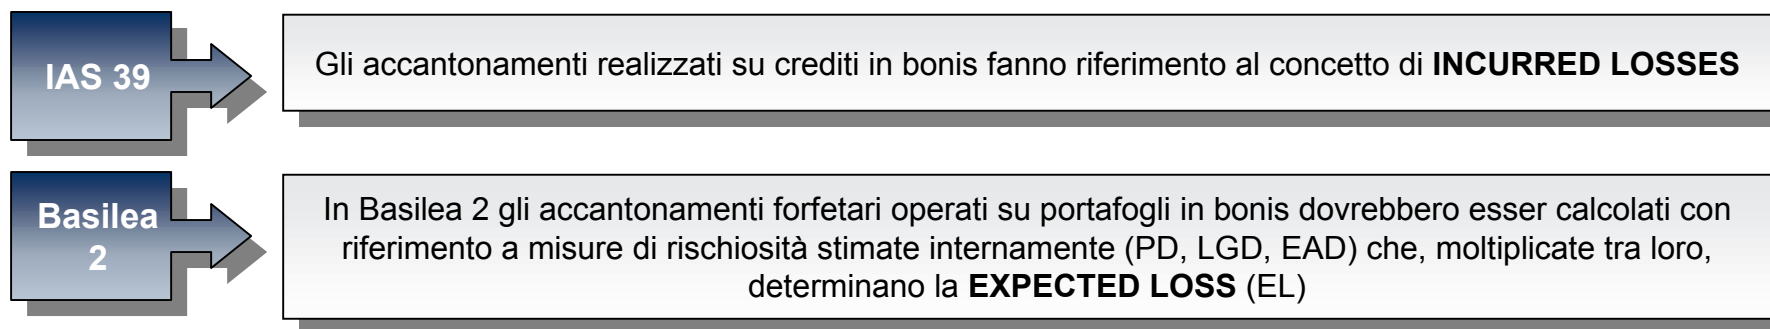 IAS 39
Gli accantonamenti realizzati su crediti in bonis fanno riferimento al concetto di INCURRED LOSSES
Basilea
2
In Basilea 2 gli accantonamenti forfetari operati su portafogli in bonis dovrebbero esser calcolati con
riferimento a misure di rischiosità stimate internamente (PD, LGD, EAD) che, moltiplicate tra loro,
determinano la EXPECTED LOSS (EL)